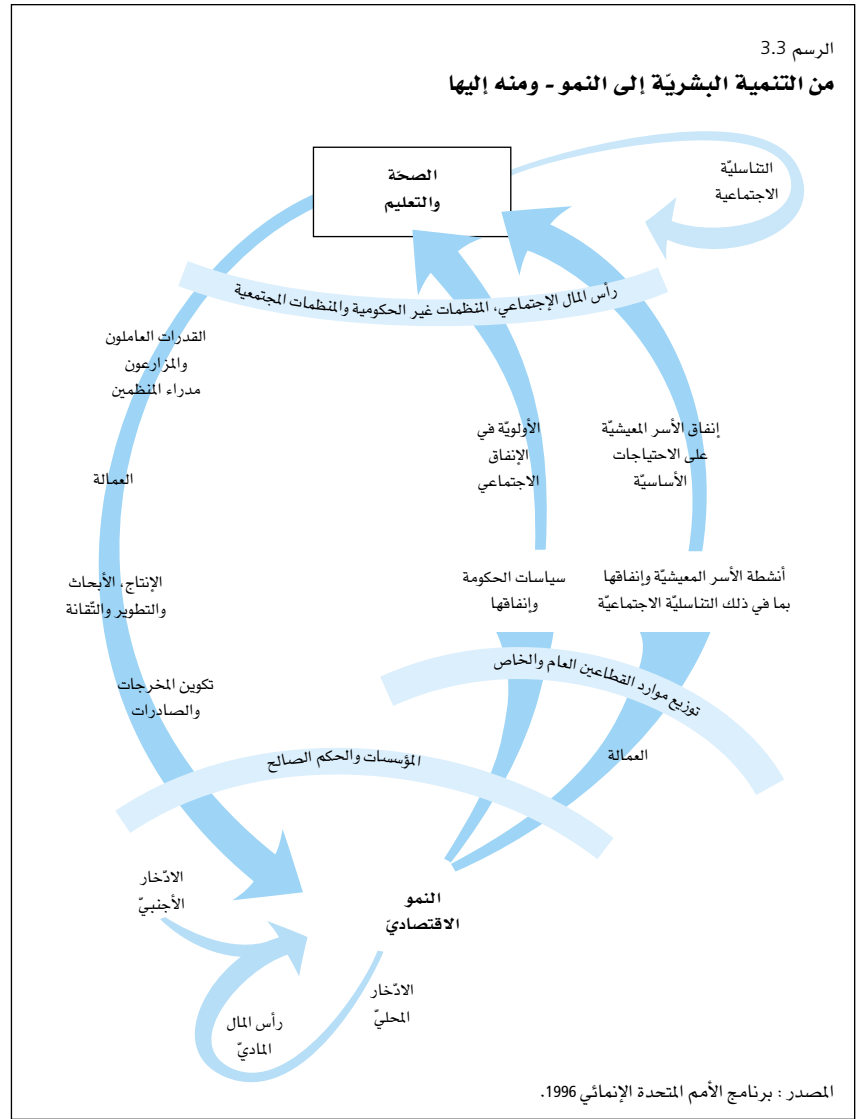 الرسم 3.3
من التنمية البشريّة إلى النمو - ومنه إليها
الصحّة
والتعليم
التناسليّة
الاجتماعية
رأس المال الإجتماعي، المنظمات غير الحكومية والمنظمات المجتمعية
القدرات العاملون
والمزارعون
مدراء المنظمين
إنفاق الأسر المعيشيّة
على الاحتياجات
الأساسيّة
الأولويّة في
الإنفاق
الاجتماعي
العمالة
أنشطة الأسر المعيشيّة وإنفاقها
بما في ذلك التناسليّة الاجتماعيّة
سياسات الحكومة
وإنفاقها
الإنتاج، الأبحاث
والتطوير والتّقانة
توزيع موارد القطاعين العام والخاص
تكوين المخرجات
والصادرات
العمالة
المؤسسات والحكم الصالح
الادّخار
الأجنبيّ
النمو
الاقتصاديّ
الادّخار
المحليّ
رأس المال
الماديّ
المصدر : برنامج الأمم المتحدة الإنمائي 1996.